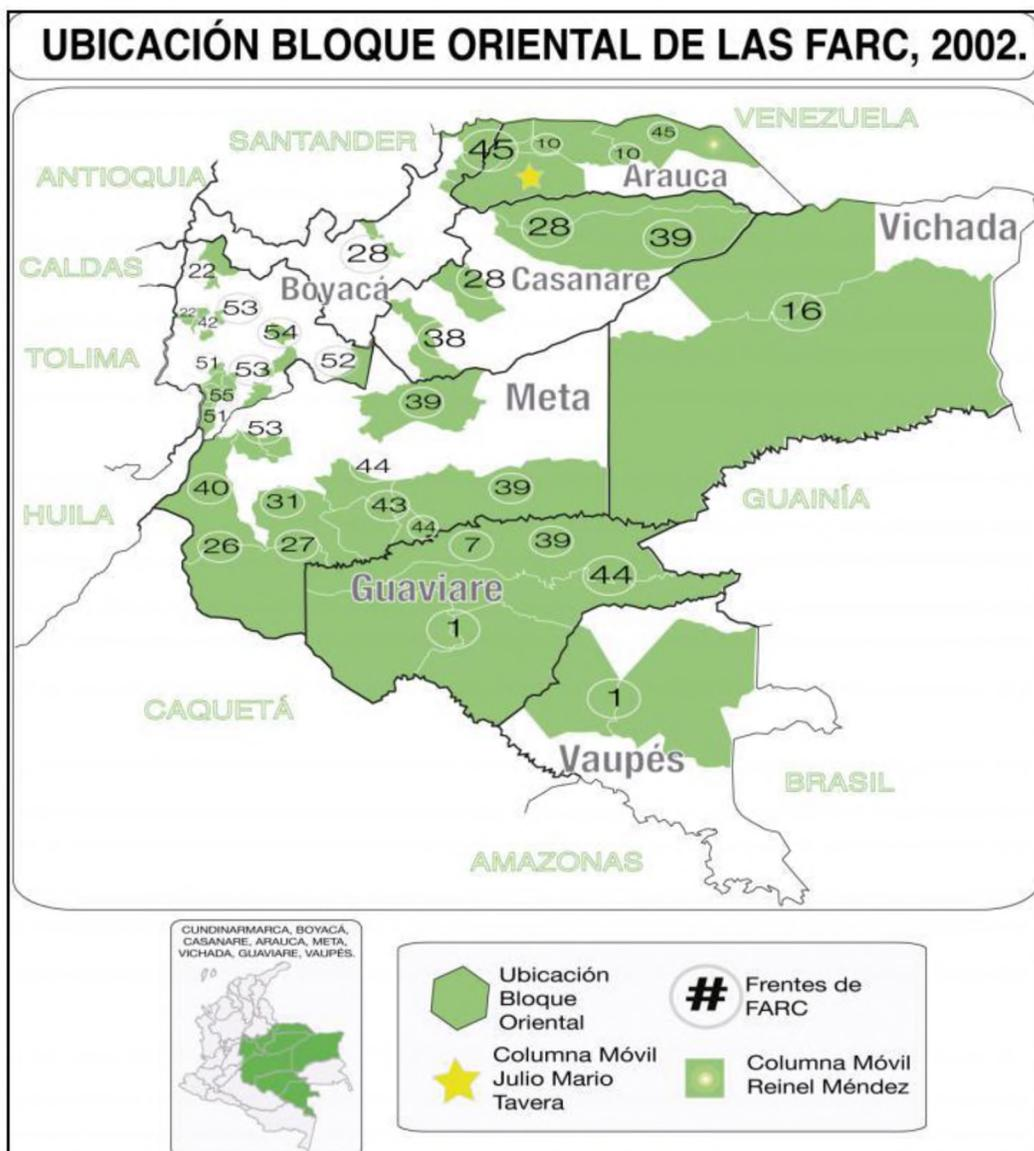 UBICACIÓN BLOQUE ORIENTAL DE LAS FARC, 2002.
VENEZUELA
SANTANDER
45
45
10
10
ANTIOQUIA
Arauca
Vichada
28
39
28
CALDAS
22
28
Casanare
Boyacá
53
16
22
42
54
38
TOLIMA
51
53
52
55
39
Meta
51
53
44
40
39
GUAINÍA
31
43
HUILA
44
26
27
7
39
44
Guaviare
1
1
CAQUETÁ
Vaupés
BRASIL
AMAZONAS
CUNDINARMARCA, BOYACÁ,
CASANARE, ARAUCA, META,
VICHADA, GUAVIARE, VAUPÉS.
Ubicación
Bloque
Oriental
# Frentes de
FARC
Columna Móvil
Julio Mario
Tavera
Columna Móvil
Reinel Méndez